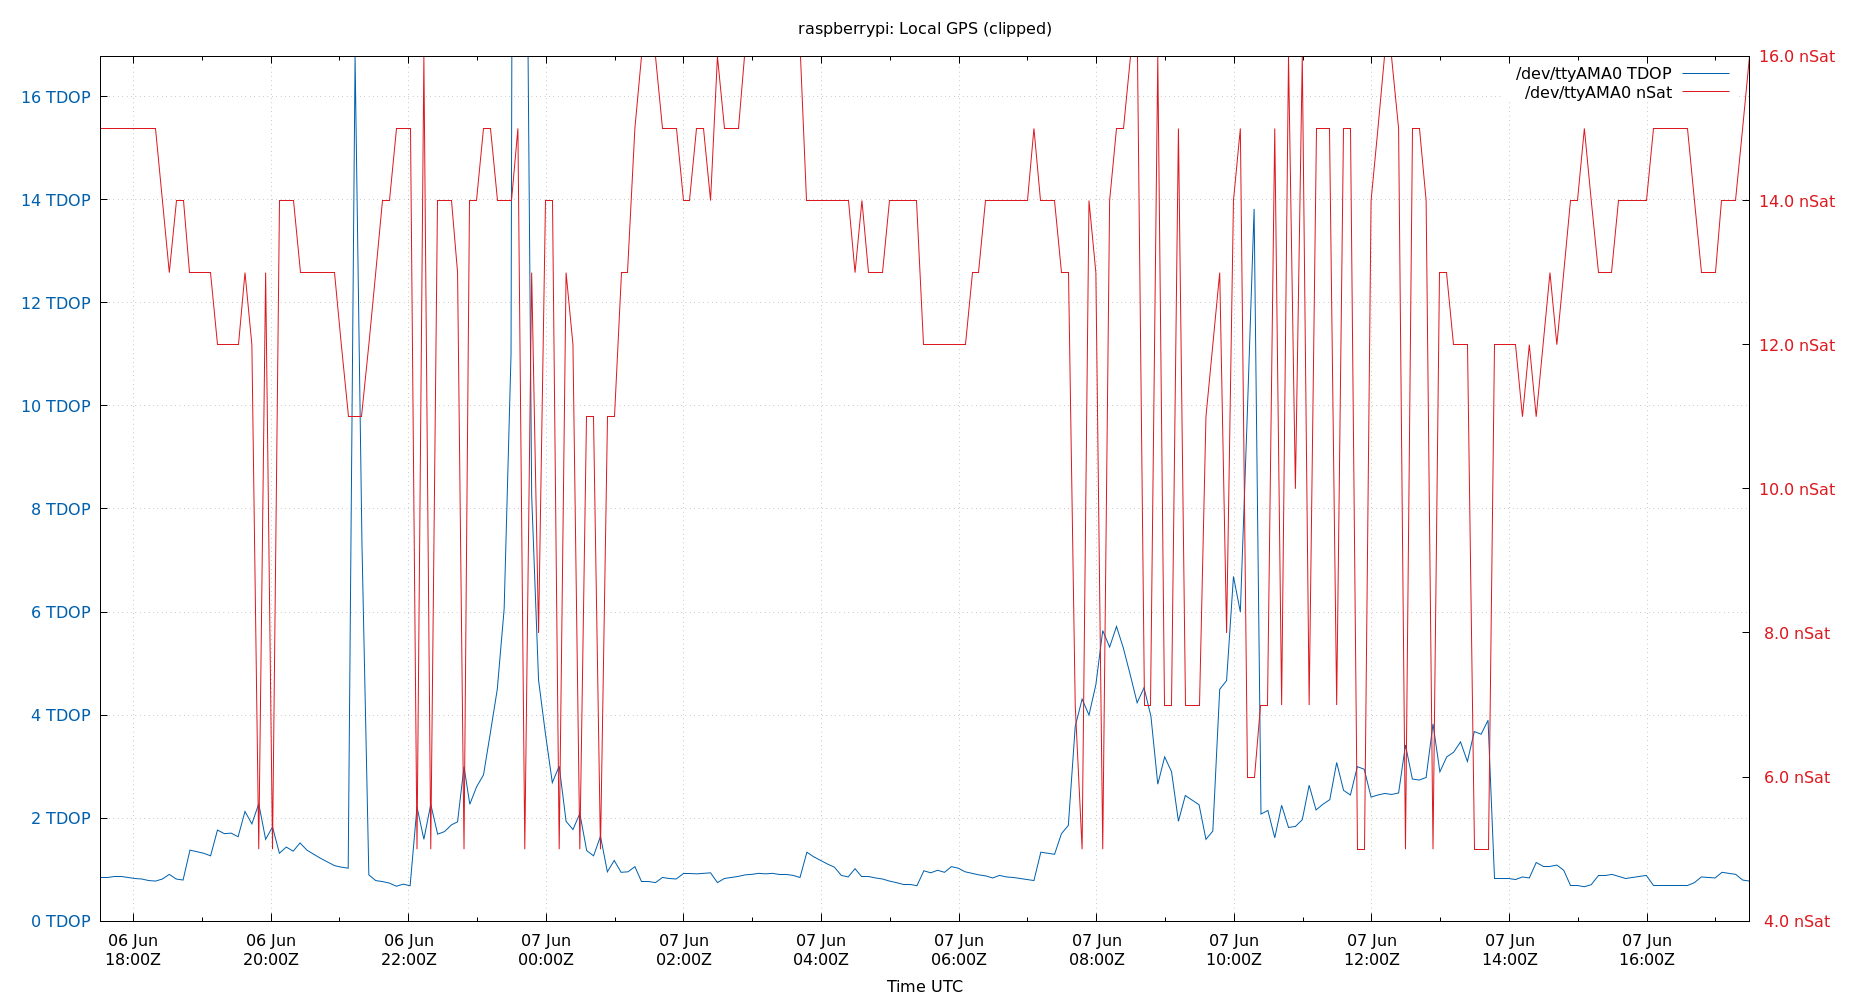 raspberrypi: Local GPS (clipped)
/dev/ttyAMA0 TDOP
/dev/ttyAMA0 nSat
16 TDOP
14 TDOP
12 TDOP
10 TDOP
8 TDOP
6 TDOP
4 TDOP
2 TDOP
0 TDOP
16.0 nSat
14.0 nSat
12.0 nSat
10.0 nSat
8.0 nSat
6.0 nSat
4.0 nSat
06 Jun
18:00Z
06 Jun
20:00Z
06 Jun
22:00Z
07 Jun
00:00Z
07 Jun
02:00Z
07 Jun
04:00Z
07 Jun
06:00Z
07 Jun
08:00Z
07 Jun
10:00Z
07 Jun
12:00Z
07 Jun
14:00Z
07 Jun
16:00Z
Time UTC